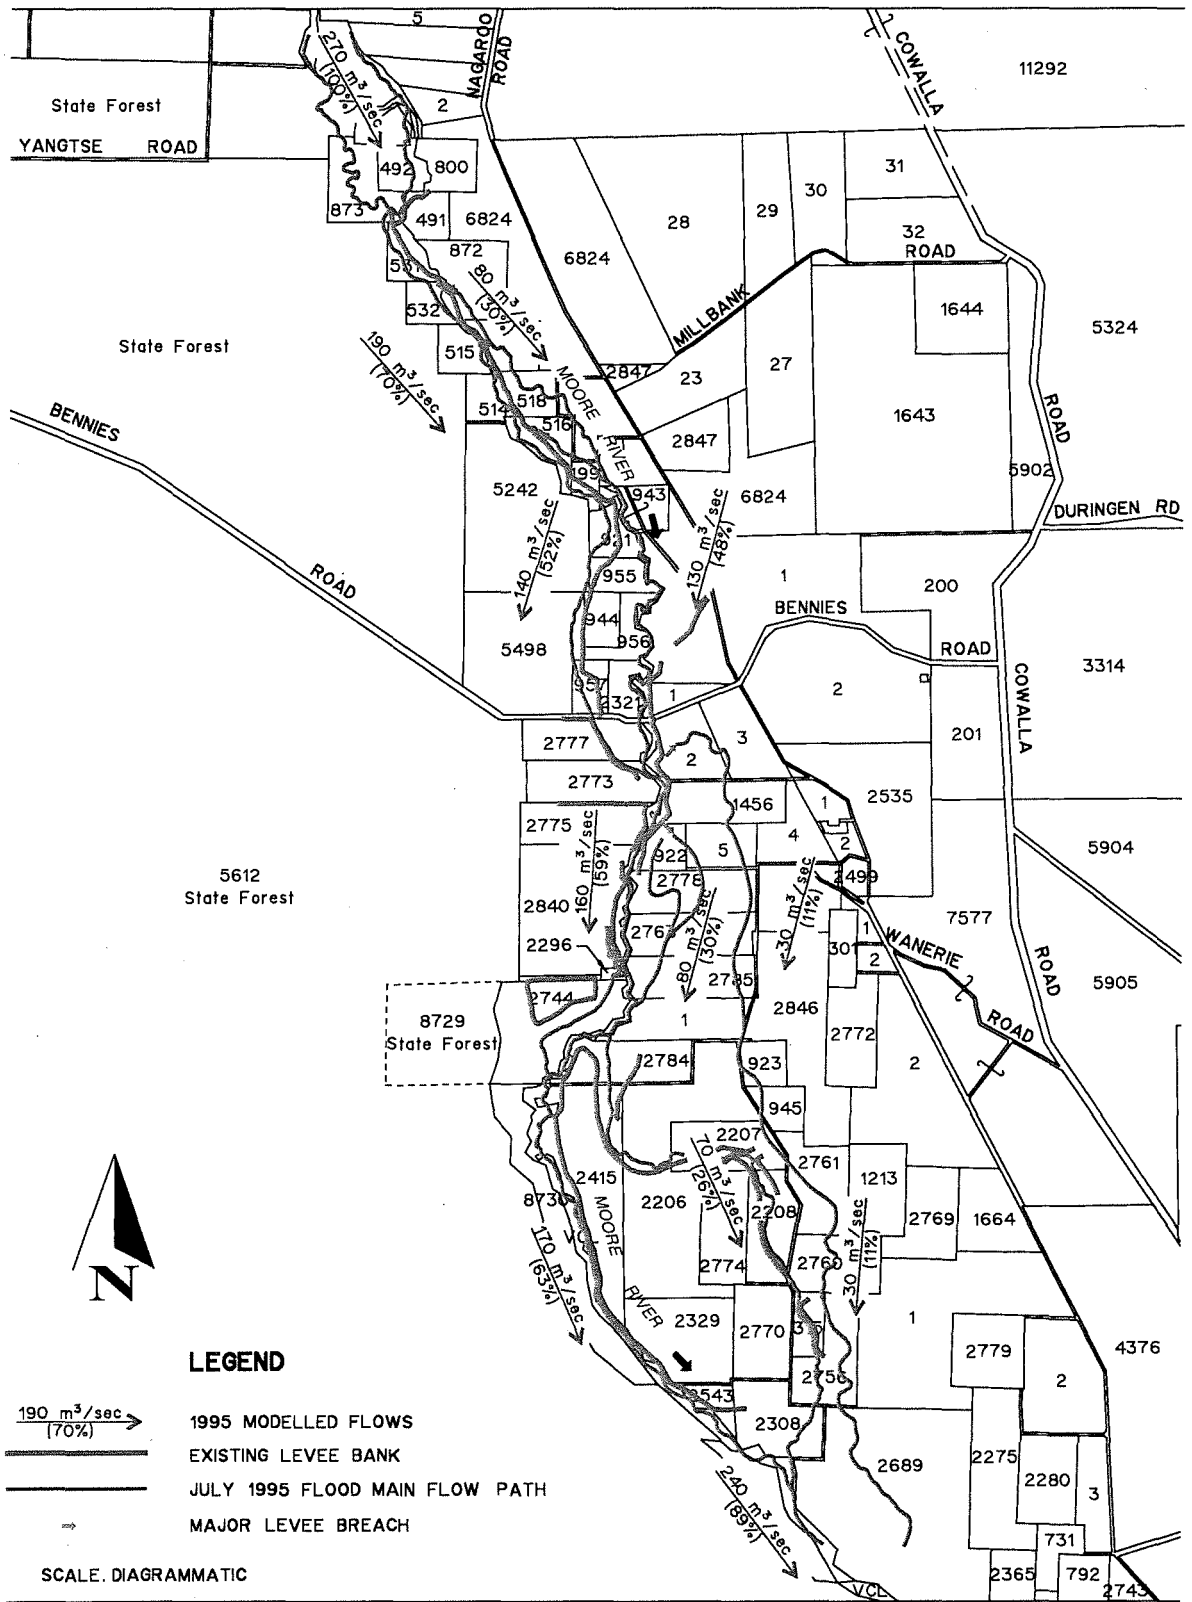 5
NAGAROO
ROAD
270 m³/sec
(100%)
COWALLA
11292
State Forest
2
YANGTSE ROAD
492
800
31
30
873
491
6824
28
29
32
ROAD
872
6824
532
80 m³/sec
(30%)
MILLBANK
1644
5324
State Forest
515
190 m³/sec
(70%)
MOORE
RIVER
2847
23
27
514
518
1643
ROAD
BENNIES
516
2847
5902
199
5242
943
6824
DURINGEN RD
140 m³/sec
(52%)
130 m³/sec
(48%)
1
955
1
200
ROAD
944
BENNIES
5498
956
ROAD
3314
957
2321
1
2
COWALLA
2777
3
201
2
2773
1456
1
2535
2775
4
5
922
2
5904
160 m³/sec
(59%)
2778
2499
5612
State Forest
30 m³/sec
(11%)
2840
7577
80 m³/sec
(30%)
1
WANERIE
2296
301
2
ROAD
2785
5905
2744
2846
8729
State Forest
1
ROAD
2772
2784
923
2
945
2207
2761
2415
70 m³/sec
(26%)
1213
MOORE
RIVER
2206
2208
2769
1664
170 m³/sec
(63%)
2774
2760
30 m³/sec
(11%)
N
2329
2770
1
2779
4376
LEGEND
2756
2
190 m³/sec
(70%)
1995 MODELLED FLOWS
2308
EXISTING LEVEE BANK
2689
2275
240 m³/sec
(89%)
2280
JULY 1995 FLOOD MAIN FLOW PATH
3
MAJOR LEVEE BREACH
731
SCALE. DIAGRAMMATIC
2365
792
2743
VCL